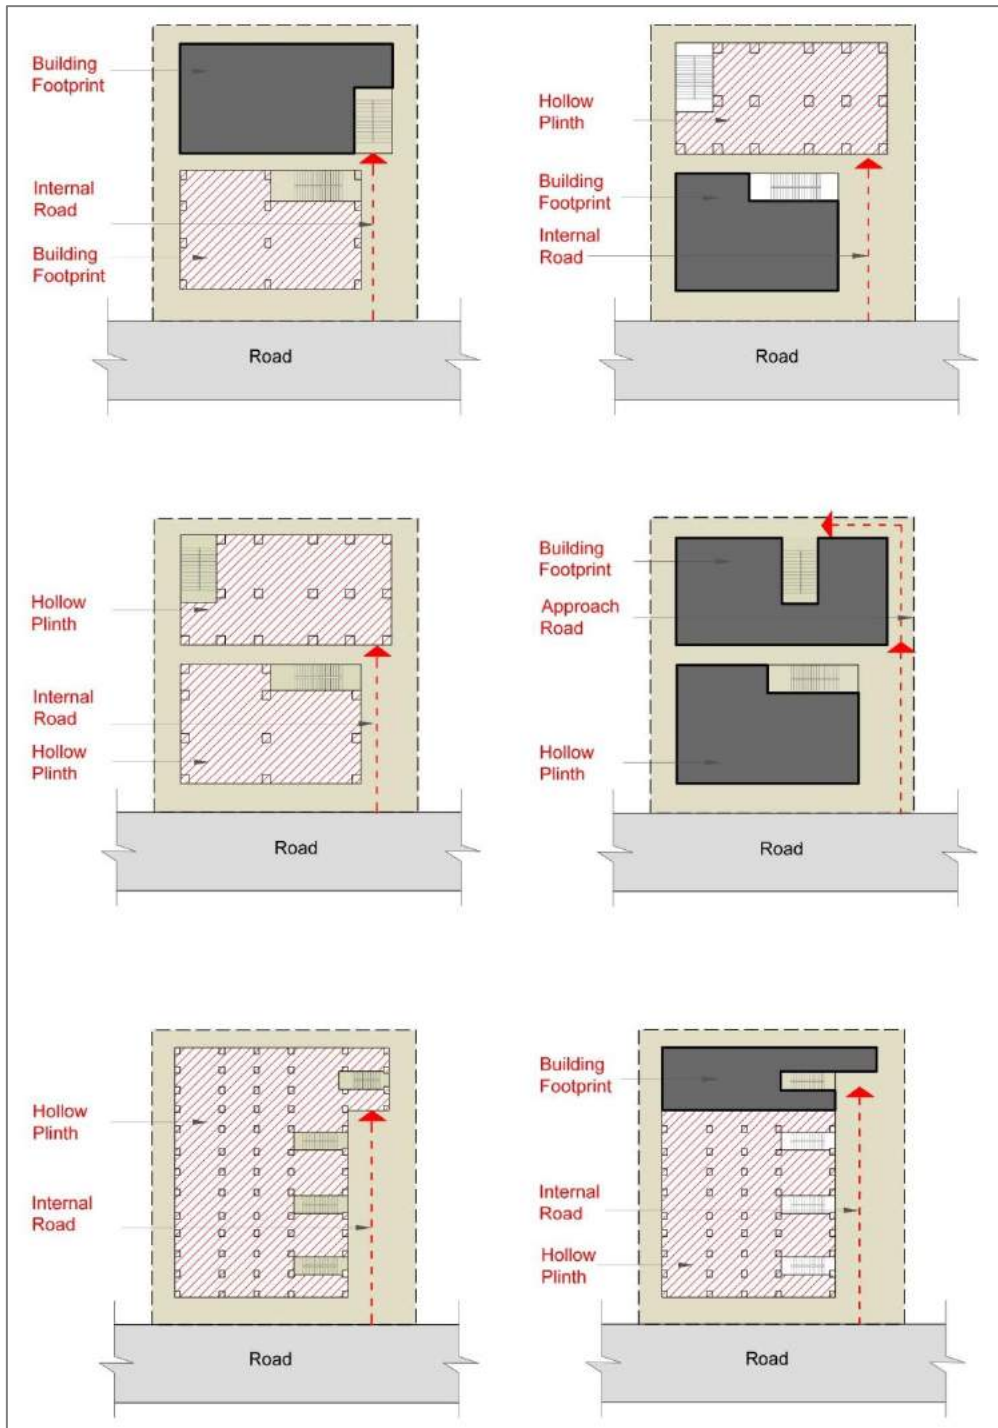 Building
Footprint
Internal
Road
Building
Footprint
Road
Hollow
Plinth
Building
Footprint
Internal
Road
Road
Hollow
Plinth
Internal
Road
Hollow
Plinth
Road
Building
Footprint
Approach
Road
Hollow
Plinth
Road
Hollow
Plinth
Internal
Road
Road
Building
Footprint
Internal
Road
Hollow
Plinth
Road